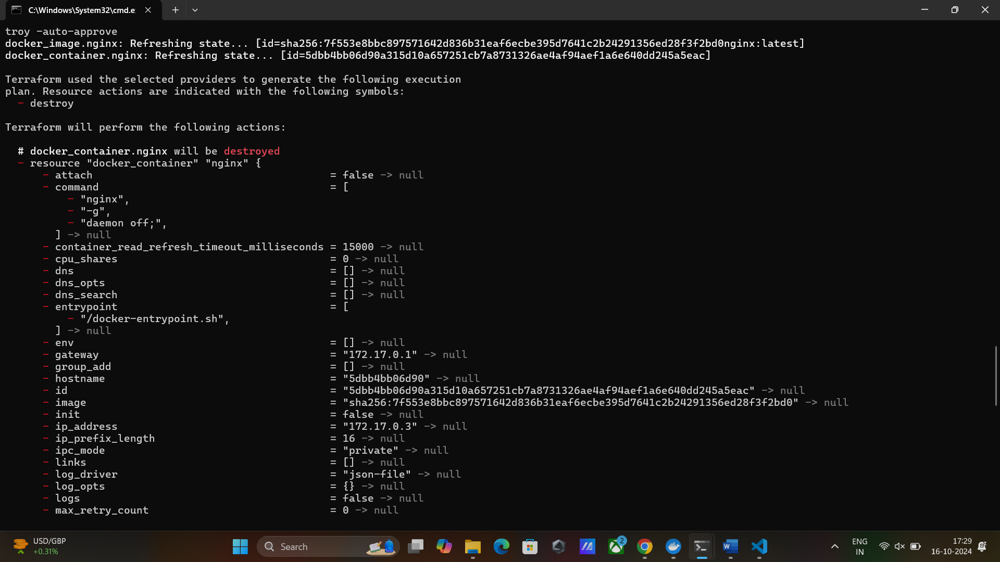 C:\Windows\System32\cmd.e
troy -auto-approve
docker_image.nginx: Refreshing state... [id=sha256:7f553e8bbc897571642d836b31eaf6ecbe395d7641c2b24291356ed28f3f2bd0nginx:latest]
docker_container.nginx: Refreshing state... [id=5dbb4bb06d90a315d10a657251cb7a8731326ae4af94aef1a6e640dd245a5eac]
Terraform used the selected providers to generate the following execution
plan. Resource actions are indicated with the following symbols:
- destroy
Terraform will perform the following actions:
# docker_container.nginx will be destroyed
- resource "docker_container" "nginx" {
- attach = false -> null
- command = [
- "nginx",
- "-g",
- "daemon off;",
] -> null
- container_read_refresh_timeout_milliseconds = 15000 -> null
- cpu_shares = 0 -> null
- dns = [] -> null
- dns_opts = [] -> null
- dns_search = [] -> null
- entrypoint = [
- "/docker-entrypoint.sh",
] -> null
- env = [] -> null
- gateway = "172.17.0.1" -> null
- group_add = [] -> null
- hostname = "5dbb4bb06d90" -> null
- id = "5dbb4bb06d90a315d10a657251cb7a8731326ae4af94aef1a6e640dd245a5eac" -> null
- image = "sha256:7f553e8bbc897571642d836b31eaf6ecbe395d7641c2b24291356ed28f3f2bd0" -> null
- init = false -> null
- ip_address = "172.17.0.3" -> null
- ip_prefix_length = 16 -> null
- ipc_mode = "private" -> null
- links = [] -> null
- log_driver = "json-file" -> null
- log_opts = {} -> null
- logs = false -> null
- max_retry_count = 0 -> null
USD/GBP
+0.31%
Search
2
ENG
IN
17:29
16-10-2024